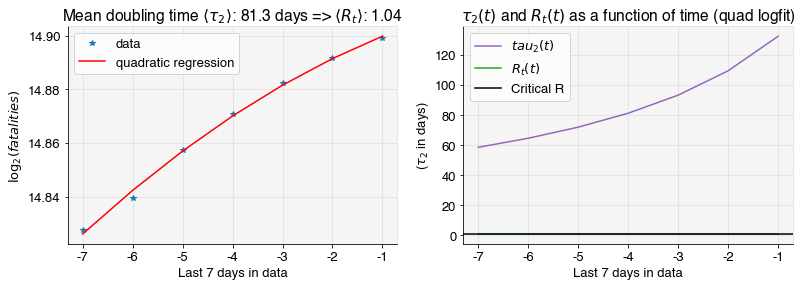 Mean doubling time ⟨τ₂⟩: 81.3 days => ⟨Rₜ⟩: 1.04
14.90
14.88
14.86
14.84
log₂(fatalities)
data
quadratic regression
-7 -6 -5 -4 -3 -2 -1
Last 7 days in data
τ₂(t) and Rₜ(t) as a function of time (quad logfit)
120
100
80
60
40
20
0
(τ₂ in days)
tau₂(t)
Rₜ(t)
Critical R
-7 -6 -5 -4 -3 -2 -1
Last 7 days in data